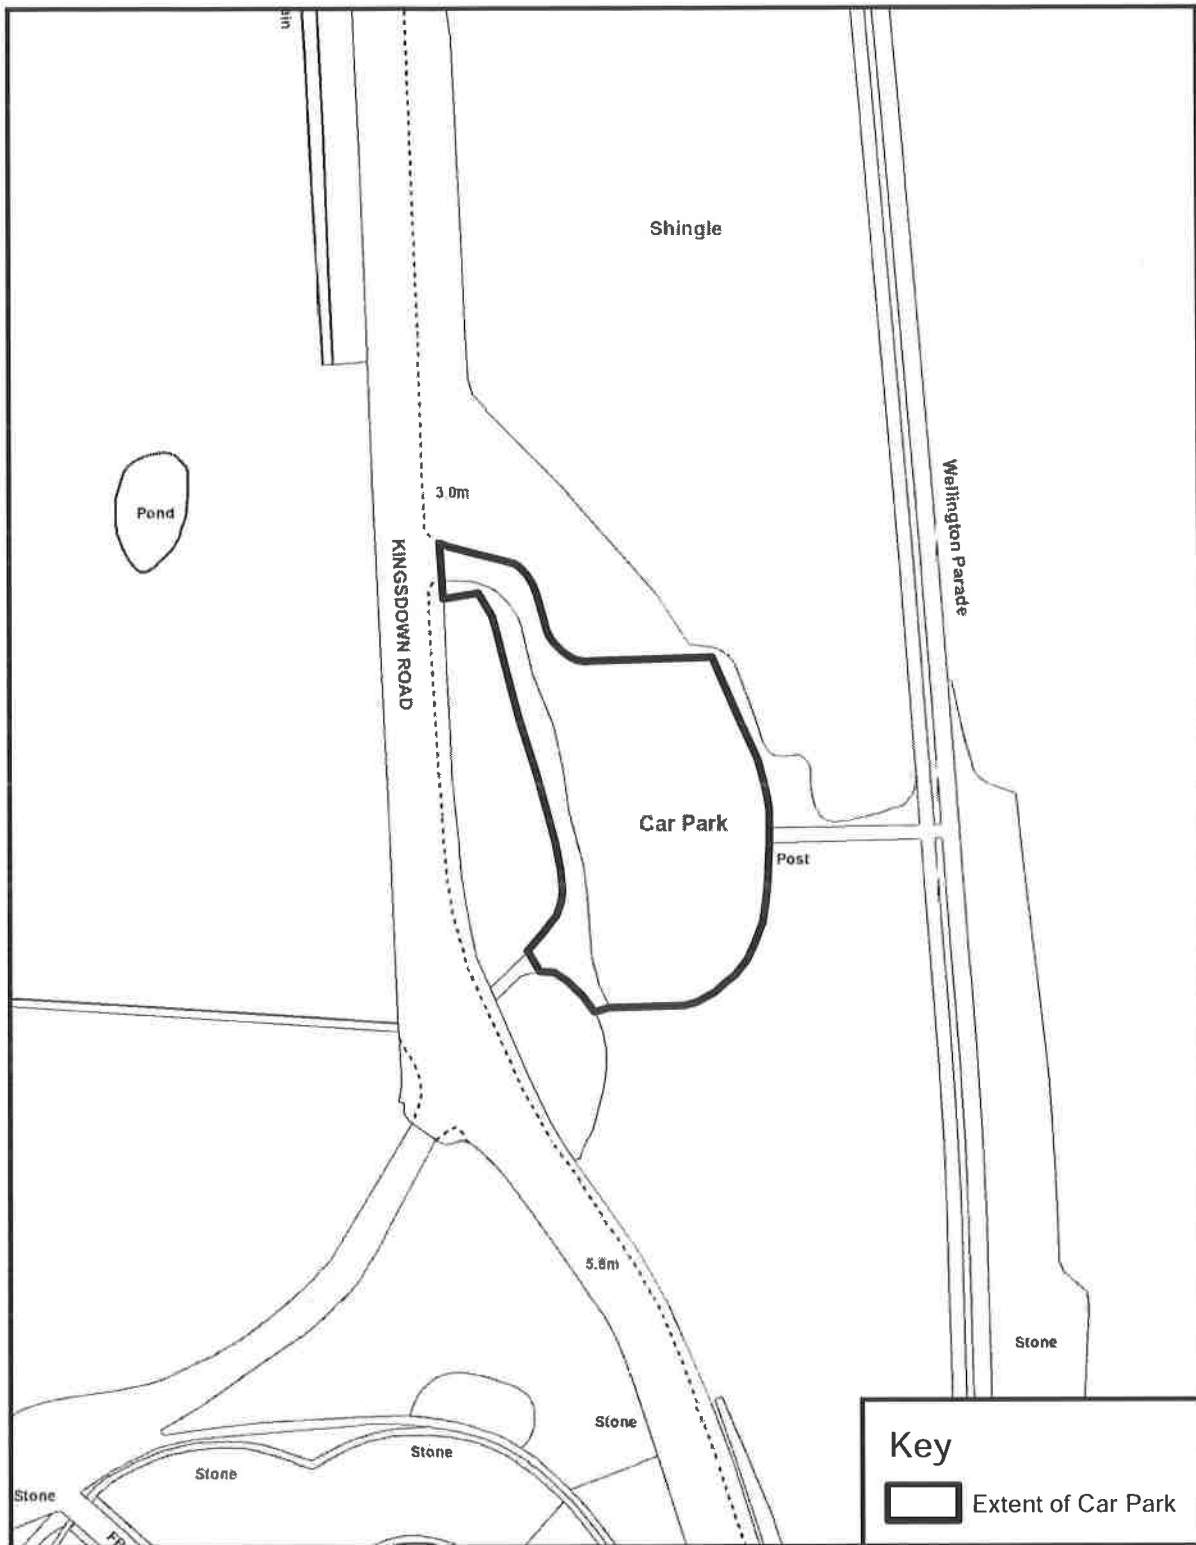 Shingle
3.0m
Pond
Wellington Parade
KINGSDOWN ROAD
Car Park
Post
5.8m
Stone
Stone
Stone
Stone
Stone
FB
Key
Extent of Car Park